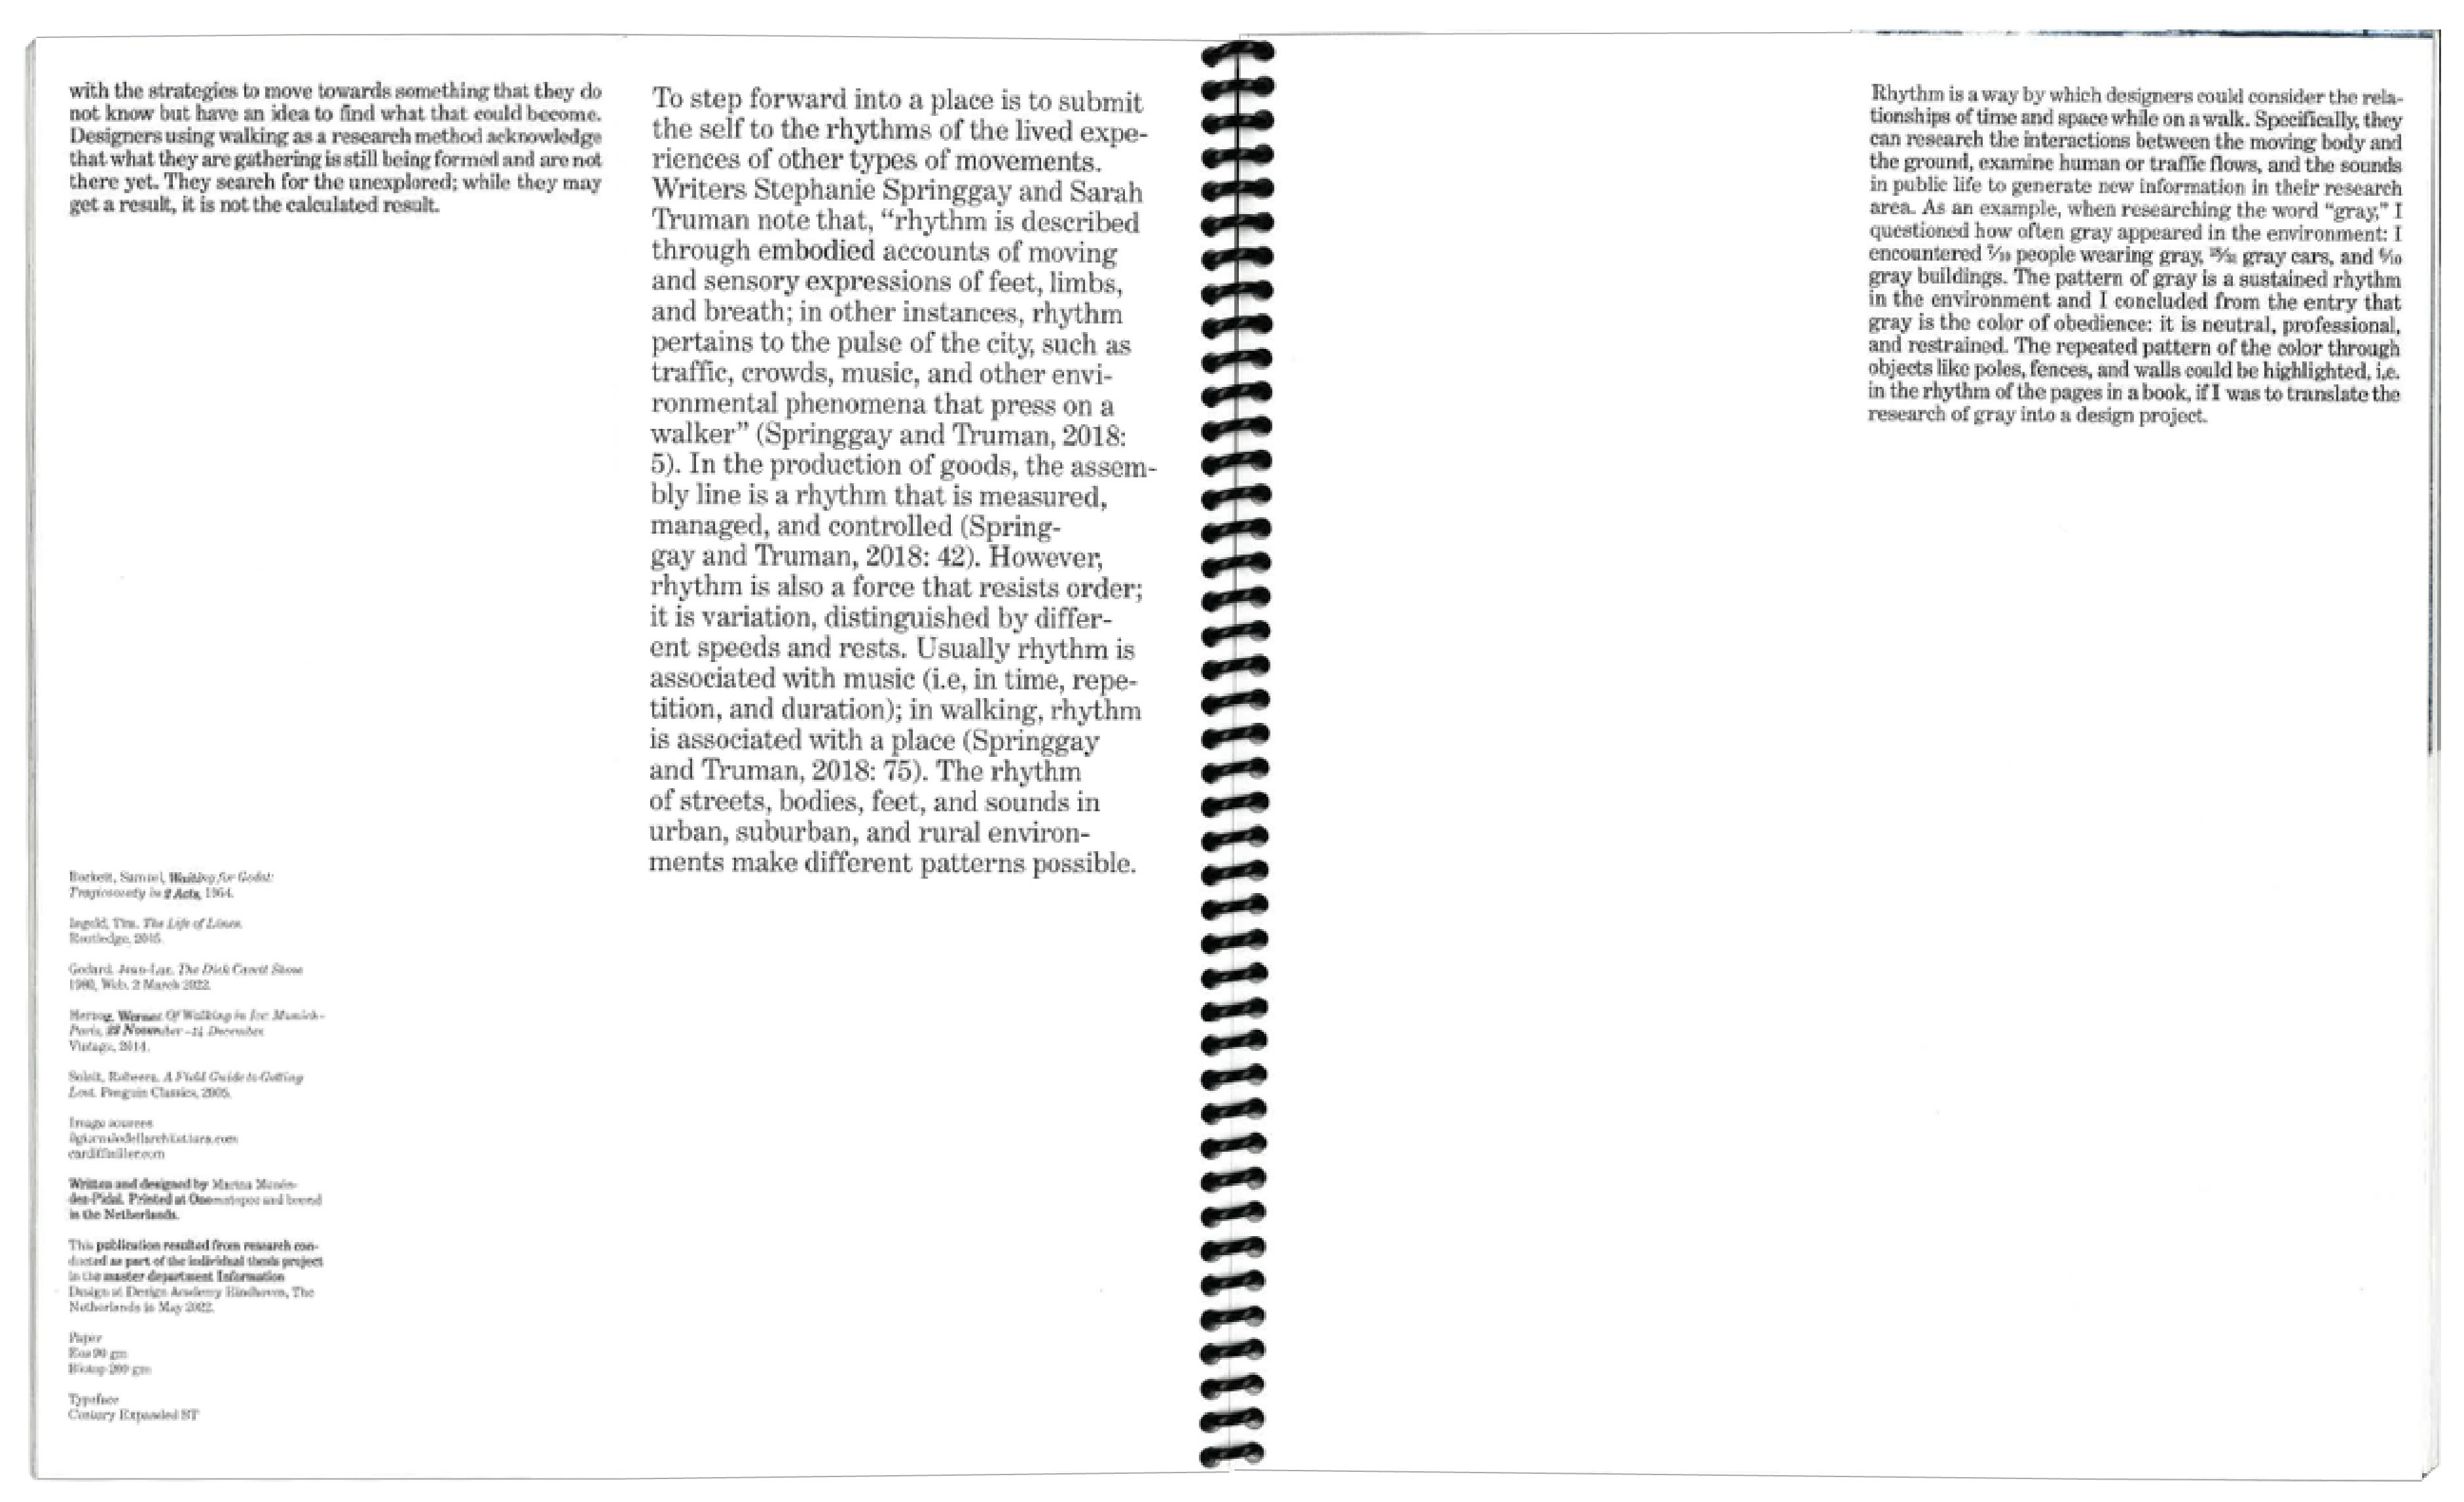 with the strategies to move towards something that they do
not know but have an idea to find what that could become.
Designers using walking as a research method acknowledge
that what they are gathering is still being formed and are not
there yet. They search for the unexplored; while they may
get a result, it is not the calculated result.
Beckett, Samuel, Waiting for Godot:
Tragicomedy in 2 Acts, 1954.
Ingold, Tim. The Life of Lines.
Routledge, 2015.
Godard, Jean-Luc. The Dick Cavett Show
1980, Web. 2 March 2022.
Herzog, Werner. Of Walking in Ice: Munich-
Paris, 23 November–14 December.
Vintage, 2014.
Solnit, Rebecca. A Field Guide to Getting
Lost. Penguin Classics, 2005.
Image sources
ilgiornaledellarchitettura.com
cardiffmiller.com
Written and designed by Marina Menén-
dez-Pidal. Printed at Onomatopee and bound
in the Netherlands.
This publication resulted from research con-
ducted as part of the individual thesis project
in the master department Information
Design at Design Academy Eindhoven, The
Netherlands in May 2022.
Paper
Eos 90 gm
Biotop 200 gm
Typeface
Century Expanded BT
To step forward into a place is to submit
the self to the rhythms of the lived expe-
riences of other types of movements.
Writers Stephanie Springgay and Sarah
Truman note that, “rhythm is described
through embodied accounts of moving
and sensory expressions of feet, limbs,
and breath; in other instances, rhythm
pertains to the pulse of the city, such as
traffic, crowds, music, and other envi-
ronmental phenomena that press on a
walker” (Springgay and Truman, 2018:
5). In the production of goods, the assem-
bly line is a rhythm that is measured,
managed, and controlled (Spring-
gay and Truman, 2018: 42). However,
rhythm is also a force that resists order;
it is variation, distinguished by differ-
ent speeds and rests. Usually rhythm is
associated with music (i.e, in time, repe-
tition, and duration); in walking, rhythm
is associated with a place (Springgay
and Truman, 2018: 75). The rhythm
of streets, bodies, feet, and sounds in
urban, suburban, and rural environ-
ments make different patterns possible.
Rhythm is a way by which designers could consider the rela-
tionships of time and space while on a walk. Specifically, they
can research the interactions between the moving body and
the ground, examine human or traffic flows, and the sounds
in public life to generate new information in their research
area. As an example, when researching the word “gray,” I
questioned how often gray appeared in the environment: I
encountered 7/10 people wearing gray, gray cars, and 6/10
gray buildings. The pattern of gray is a sustained rhythm
in the environment and I concluded from the entry that
gray is the color of obedience: it is neutral, professional,
and restrained. The repeated pattern of the color through
objects like poles, fences, and walls could be highlighted, i.e.
in the rhythm of the pages in a book, if I was to translate the
research of gray into a design project.